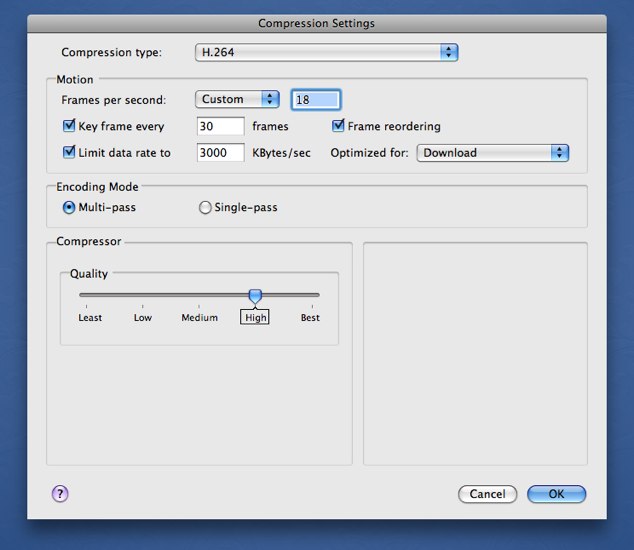 Compression Settings
Compression type: H.264
Motion
Frames per second: Custom 18
Key frame every 30 frames Frame reordering
Limit data rate to 3000 KBytes/sec Optimized for: Download
Encoding Mode
Multi-pass Single-pass
Compressor
Quality
Least Low Medium High Best
? Cancel OK